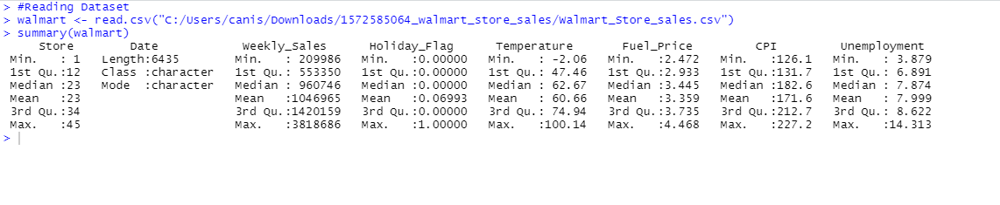 > #Reading Dataset
> walmart <- read.csv("C:/Users/canis/Downloads/1572585064_walmart_store_sales/Walmart_Store_sales.csv")
> summary(walmart)
     Store         Date            Weekly_Sales      Holiday_Flag      Temperature       Fuel_Price         CPI         Unemployment
 Min.   : 1   Length:6435        Min.   : 209986   Min.   :0.00000   Min.   : -2.06   Min.   :2.472   Min.   :126.1   Min.   : 3.879
 1st Qu.:12   Class :character   1st Qu.: 553350   1st Qu.:0.00000   1st Qu.: 47.46   1st Qu.:2.933   1st Qu.:131.7   1st Qu.: 6.891
 Median :23   Mode  :character   Median : 960746   Median :0.00000   Median : 62.67   Median :3.445   Median :182.6   Median : 7.874
 Mean   :23                      Mean   :1046965   Mean   :0.06993   Mean   : 60.66   Mean   :3.359   Mean   :171.6   Mean   : 7.999
 3rd Qu.:34                      3rd Qu.:1420159   3rd Qu.:0.00000   3rd Qu.: 74.94   3rd Qu.:3.735   3rd Qu.:212.7   3rd Qu.: 8.622
 Max.   :45                      Max.   :3818686   Max.   :1.00000   Max.   :100.14   Max.   :4.468   Max.   :227.2   Max.   :14.313
>